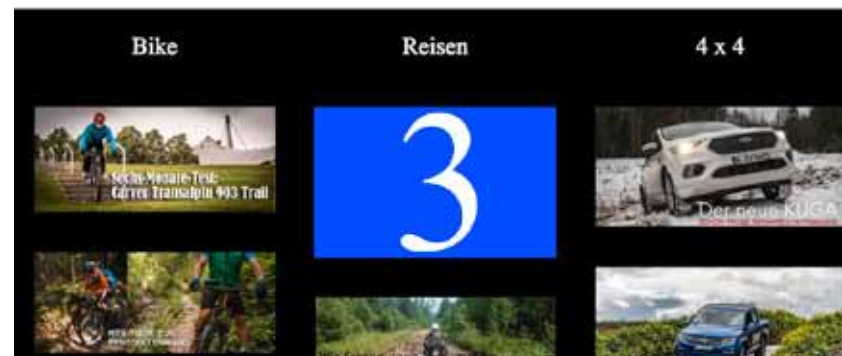 Bike
Reisen
4 x 4
Sechs-Monate-Test:
Carver Transalpin 903 Trail
3
Der neue KUGA